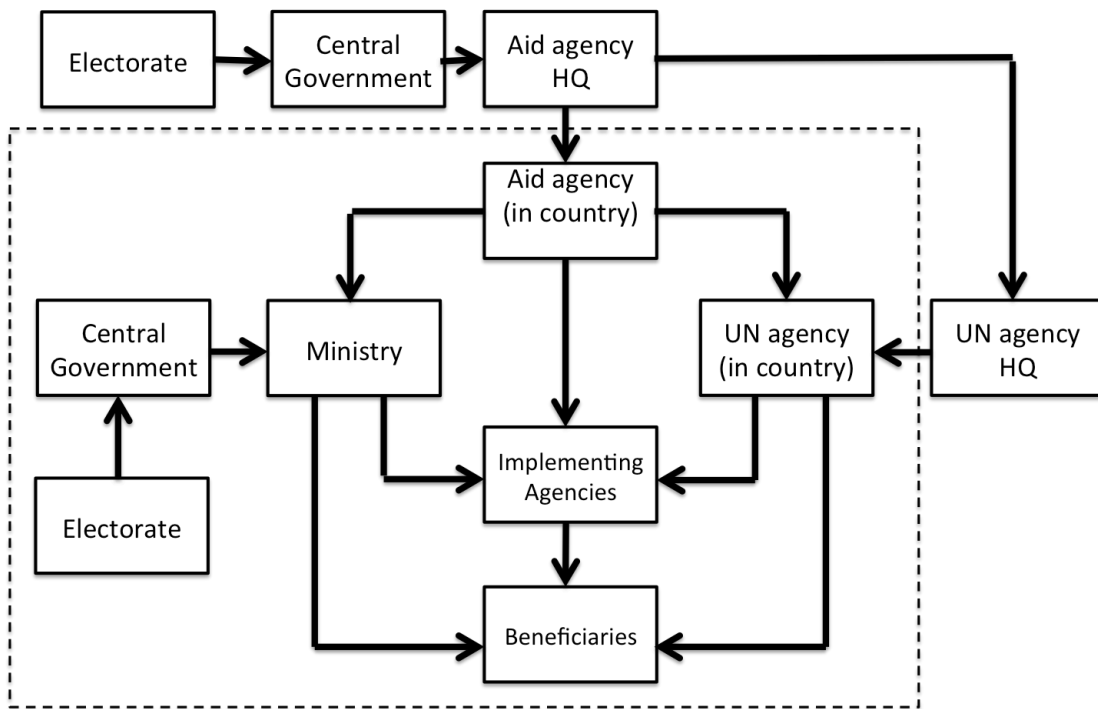 Electorate
Central
Government
Aid agency
HQ
Aid agency
(in country)
Central
Government
Ministry
UN agency
(in country)
UN agency
HQ
Implementing
Agencies
Electorate
Beneficiaries